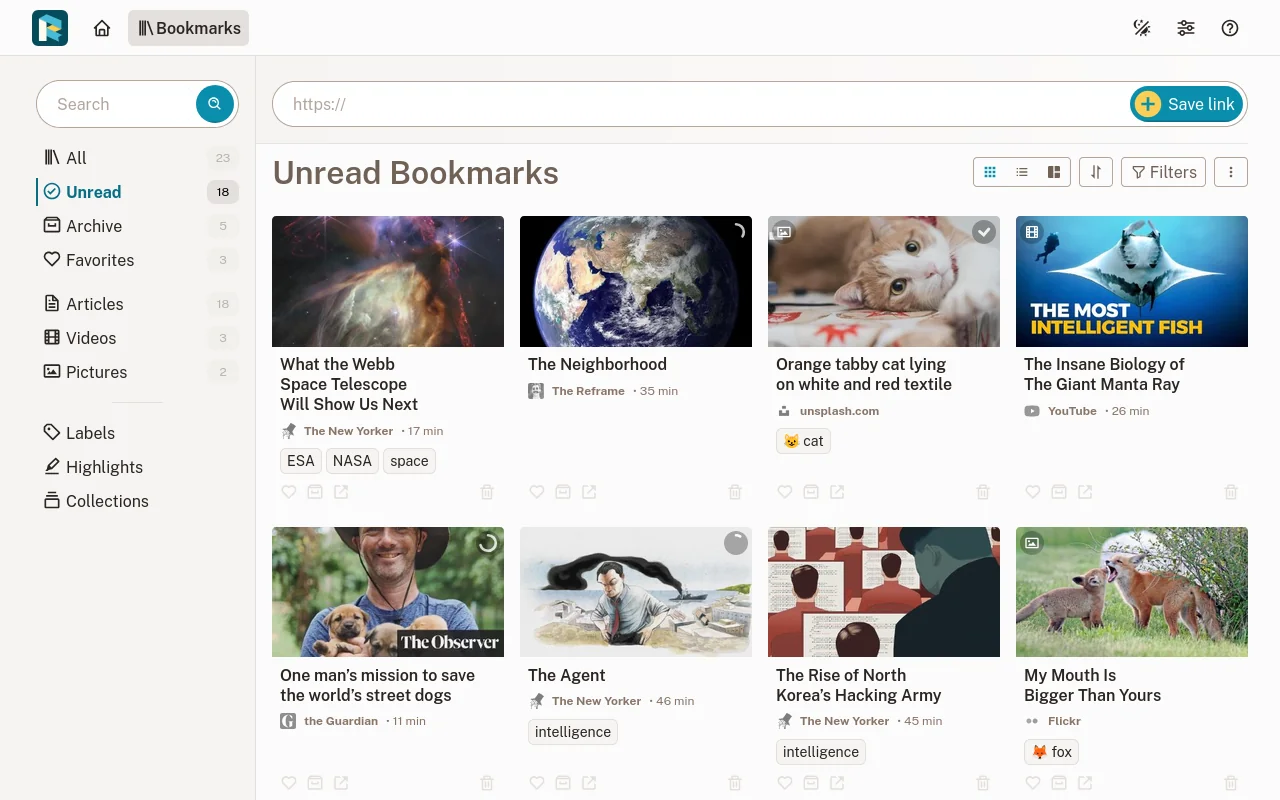 Bookmarks
Search
https://
Save link
All 23
Unread 18
Archive 5
Favorites 3
Articles 18
Videos 3
Pictures 2
Labels
Highlights
Collections
Unread Bookmarks
Filters
What the Webb
Space Telescope
Will Show Us Next
The New Yorker • 17 min
ESA NASA space
The Neighborhood
The Reframe • 35 min
Orange tabby cat lying
on white and red textile
unsplash.com
😺 cat
THE MOST
INTELLIGENT FISH
The Insane Biology of
The Giant Manta Ray
YouTube • 26 min
The Observer
One man’s mission to save
the world’s street dogs
the Guardian • 11 min
The Agent
The New Yorker • 46 min
intelligence
The Rise of North
Korea’s Hacking Army
The New Yorker • 45 min
intelligence
My Mouth Is
Bigger Than Yours
Flickr
🦊 fox